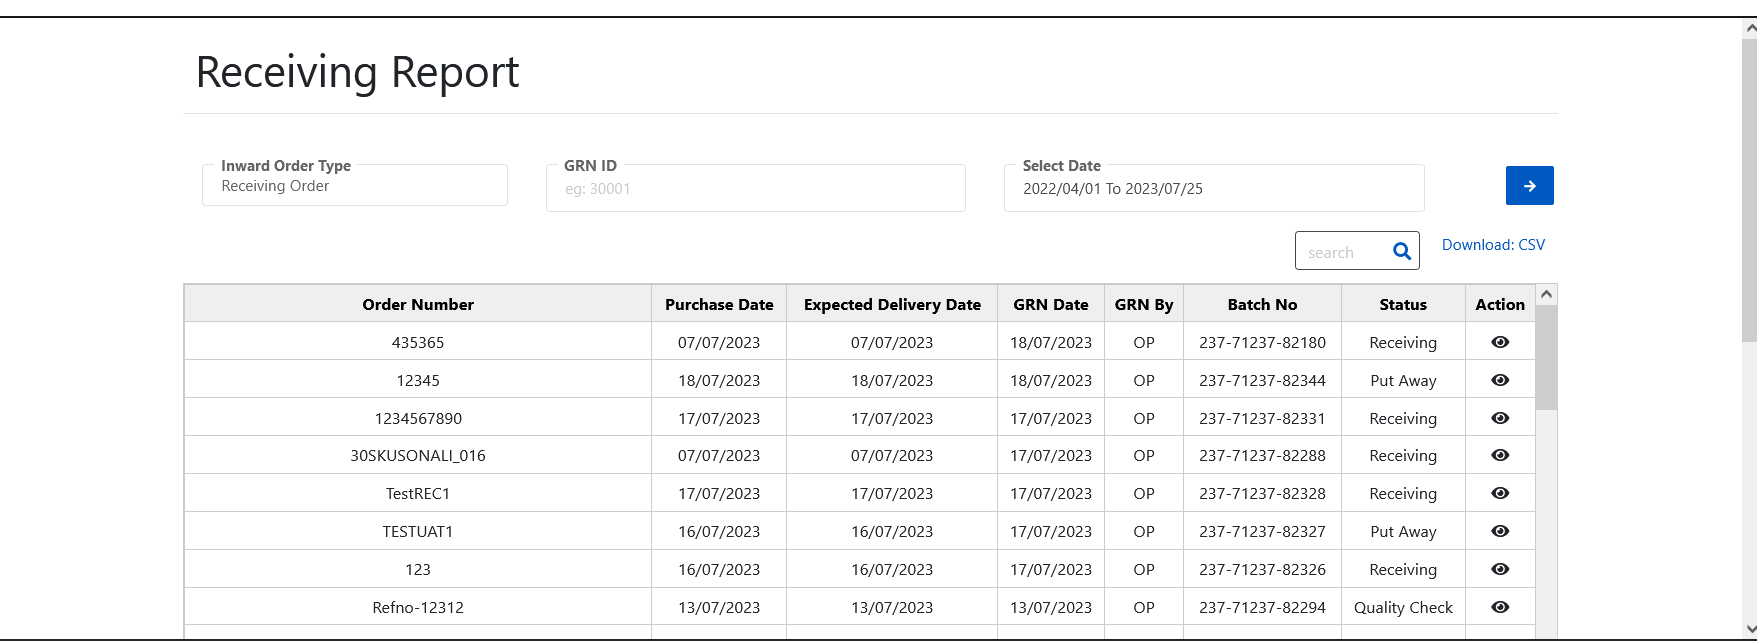 Receiving Report
Inward Order Type GRN ID Select Date
Receiving Order eg: 30001 2022/04/01 To 2023/07/25
search Download: CSV
Order Number Purchase Date Expected Delivery Date GRN Date GRN By Batch No Status Action
435365 07/07/2023 07/07/2023 18/07/2023 OP 237-71237-82180 Receiving
12345 18/07/2023 18/07/2023 18/07/2023 OP 237-71237-82344 Put Away
1234567890 17/07/2023 17/07/2023 17/07/2023 OP 237-71237-82331 Receiving
30SKUSONALI_016 07/07/2023 07/07/2023 17/07/2023 OP 237-71237-82288 Receiving
TestREC1 17/07/2023 17/07/2023 17/07/2023 OP 237-71237-82328 Receiving
TESTUAT1 16/07/2023 16/07/2023 17/07/2023 OP 237-71237-82327 Put Away
123 16/07/2023 16/07/2023 17/07/2023 OP 237-71237-82326 Receiving
Refno-12312 13/07/2023 13/07/2023 13/07/2023 OP 237-71237-82294 Quality Check